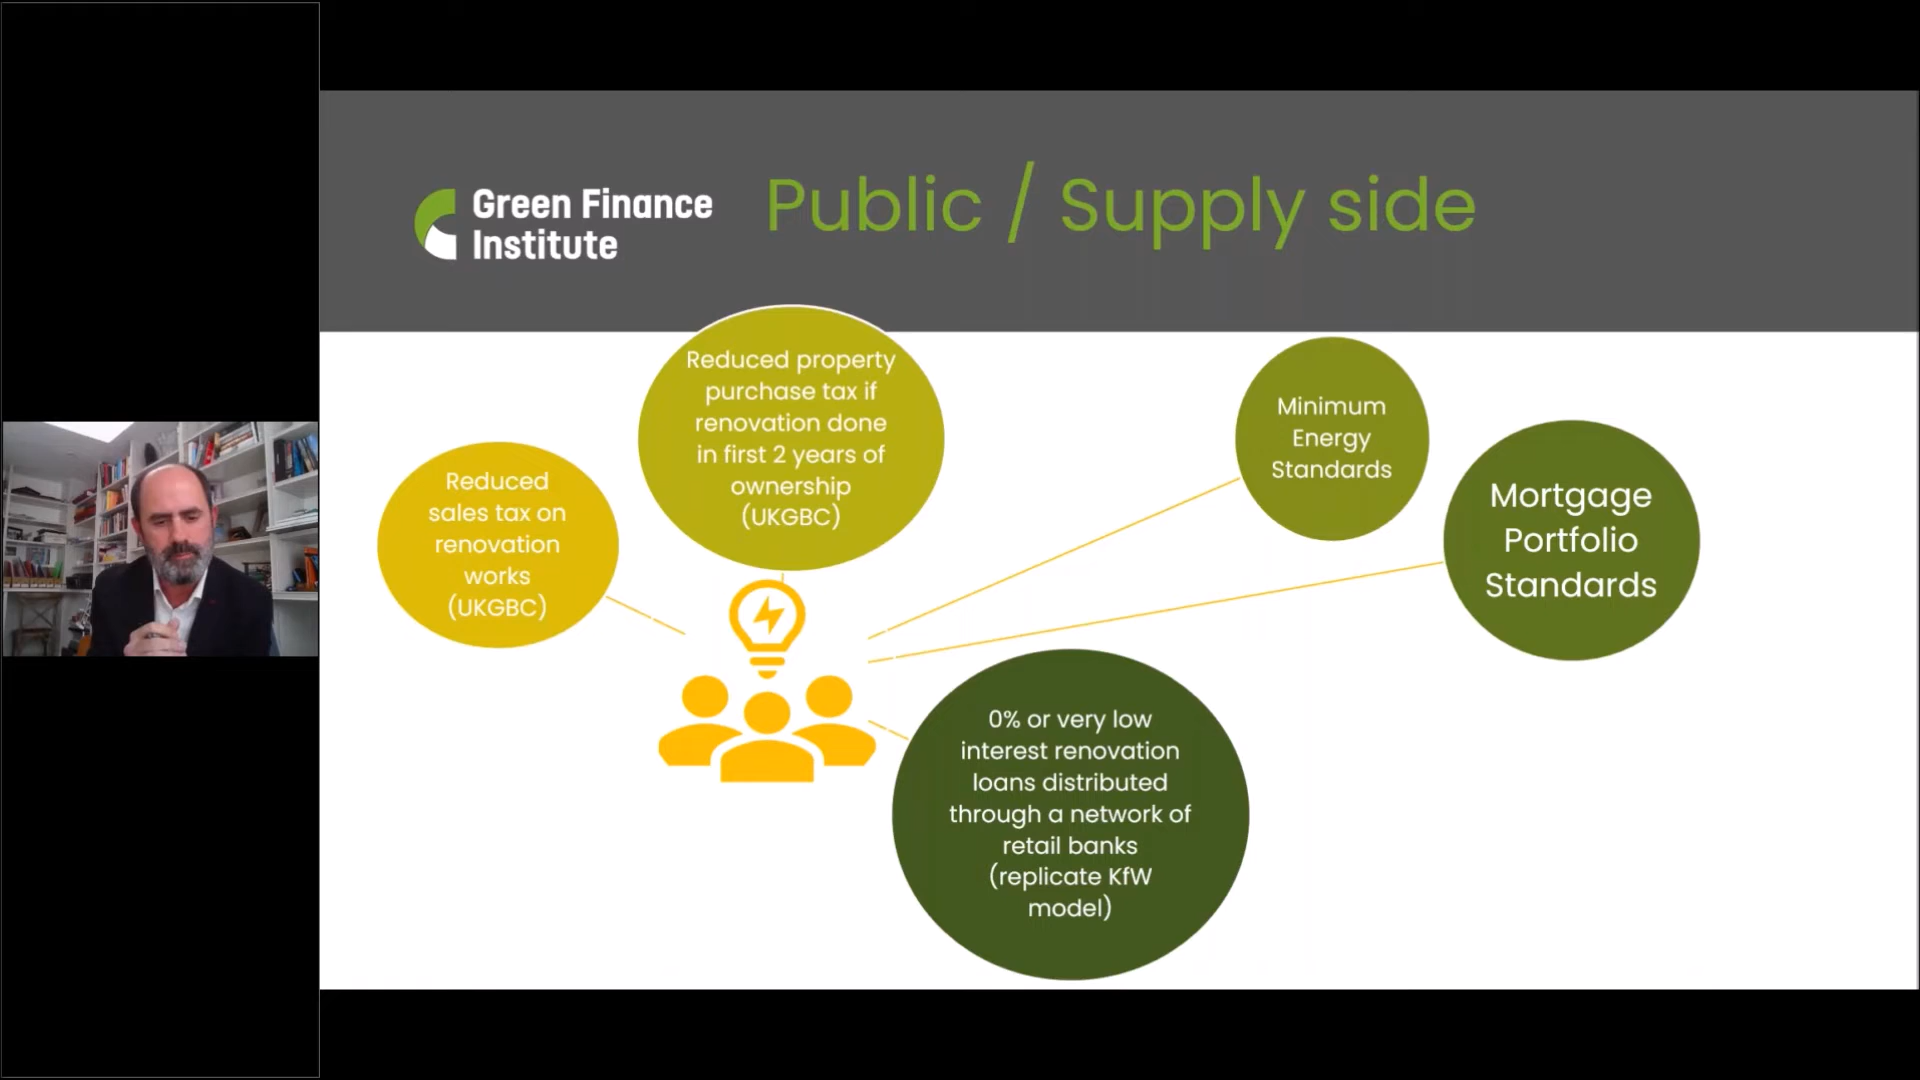 Green Finance
Institute
Public / Supply side
Reduced
sales tax on
renovation
works
(UKGBC)
Reduced property
purchase tax if
renovation done
in first 2 years of
ownership
(UKGBC)
Minimum
Energy
Standards
Mortgage
Portfolio
Standards
0% or very low
interest renovation
loans distributed
through a network of
retail banks
(replicate KfW
model)